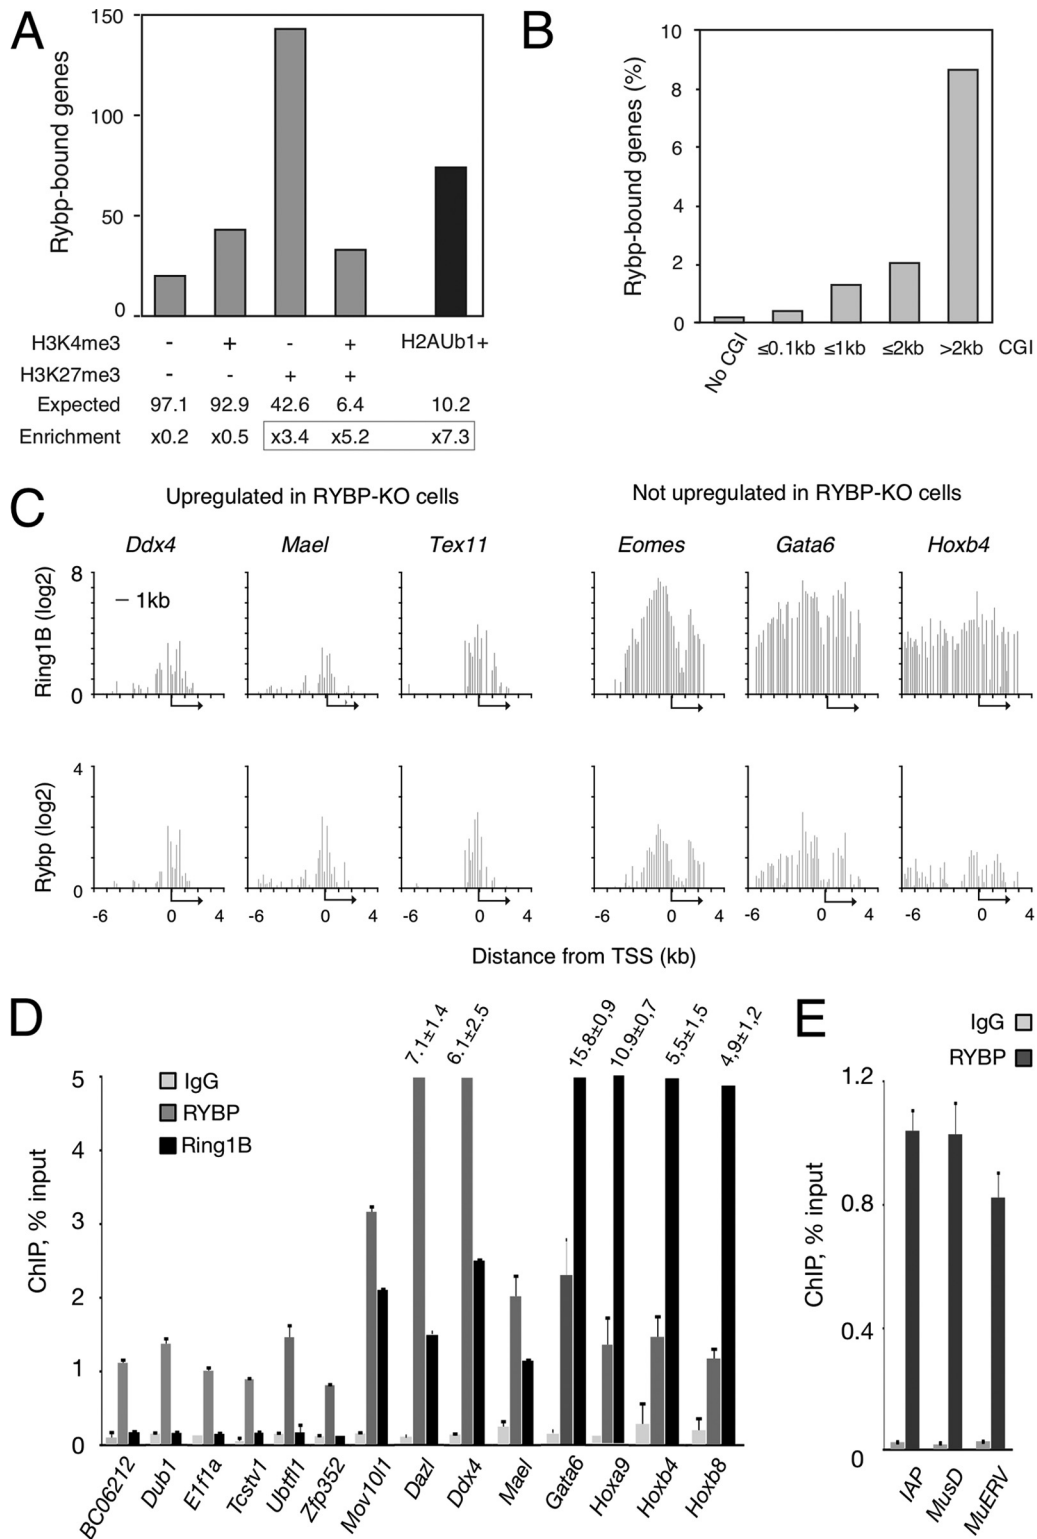 A
Rybp-bound genes
150
100
50
0
H3K4me3 - + - + H2AUb1+
H3K27me3 - - + +
Expected 97.1 92.9 42.6 6.4 10.2
Enrichment x0.2 x0.5 x3.4 x5.2 x7.3
B
Rybp-bound genes (%)
10
8
6
4
2
0
No CGI ≤0.1kb ≤1kb ≤2kb >2kb CGI
C
Upregulated in RYBP-KO cells
Not upregulated in RYBP-KO cells
Ddx4 Mael Tex11 Eomes Gata6 Hoxb4
Ring1B (log2)
8
0
1kb
Rybp (log2)
4
0
-6 0 4 -6 0 4 -6 0 4 -6 0 4 -6 0 4 -6 0 4
Distance from TSS (kb)
D
ChIP, % input
7.1±1.4 6.1±2.5 15.8±0,9 10.9±0,7 5,5±1,5 4,9±1,2
5
4
3
2
1
0
IgG
RYBP
Ring1B
BC06212 Dub1 E1f1a Tcstv1 Ubtfl1 Zfp352 Mov10l1 Dazl Ddx4 Mael Gata6 Hoxa9 Hoxb4 Hoxb8
E
IgG
RYBP
ChIP, % input
1.2
0.8
0.4
0
IAP MusD MuERV